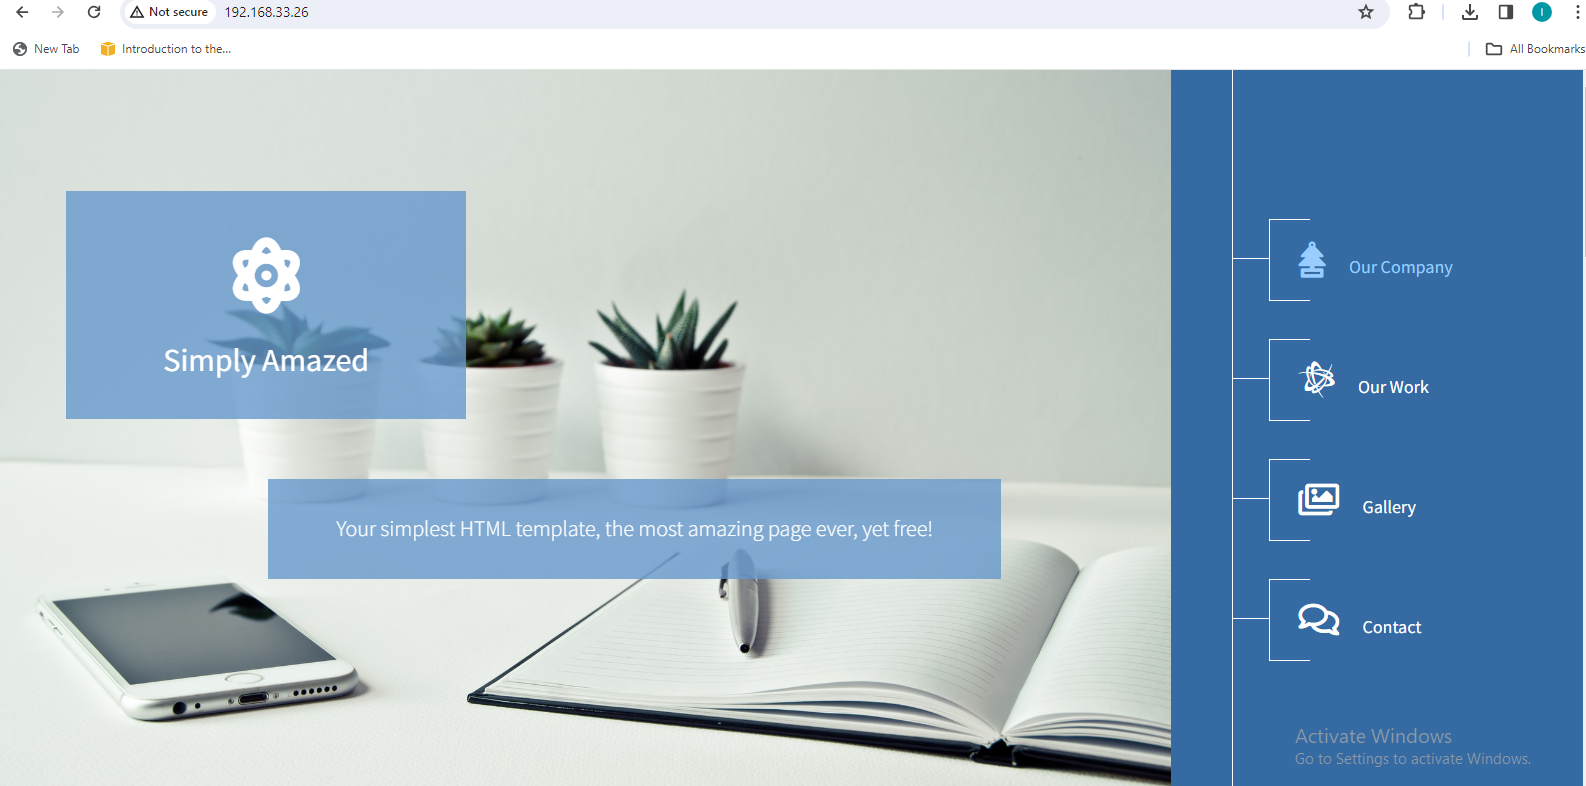 Not secure
192.168.33.26
New Tab
Introduction to the...
All Bookmarks
Simply Amazed
Your simplest HTML template, the most amazing page ever, yet free!
Our Company
Our Work
Gallery
Contact
Activate Windows
Go to Settings to activate Windows.